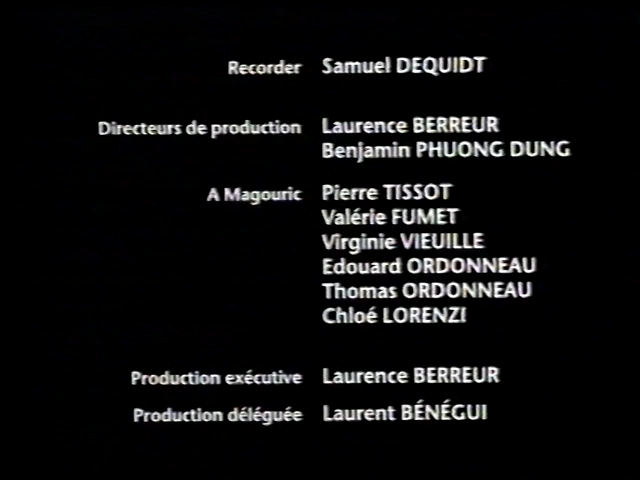 Recorder Samuel DEQUIDT
Directeurs de production Laurence BERREUR
Benjamin PHUONG DUNG
A Magouric Pierre TISSOT
Valérie FUMET
Virginie VIEUILLE
Edouard ORDONNEAU
Thomas ORDONNEAU
Chloé LORENZI
Production exécutive Laurence BERREUR
Production déléguée Laurent BÉNÉGUI